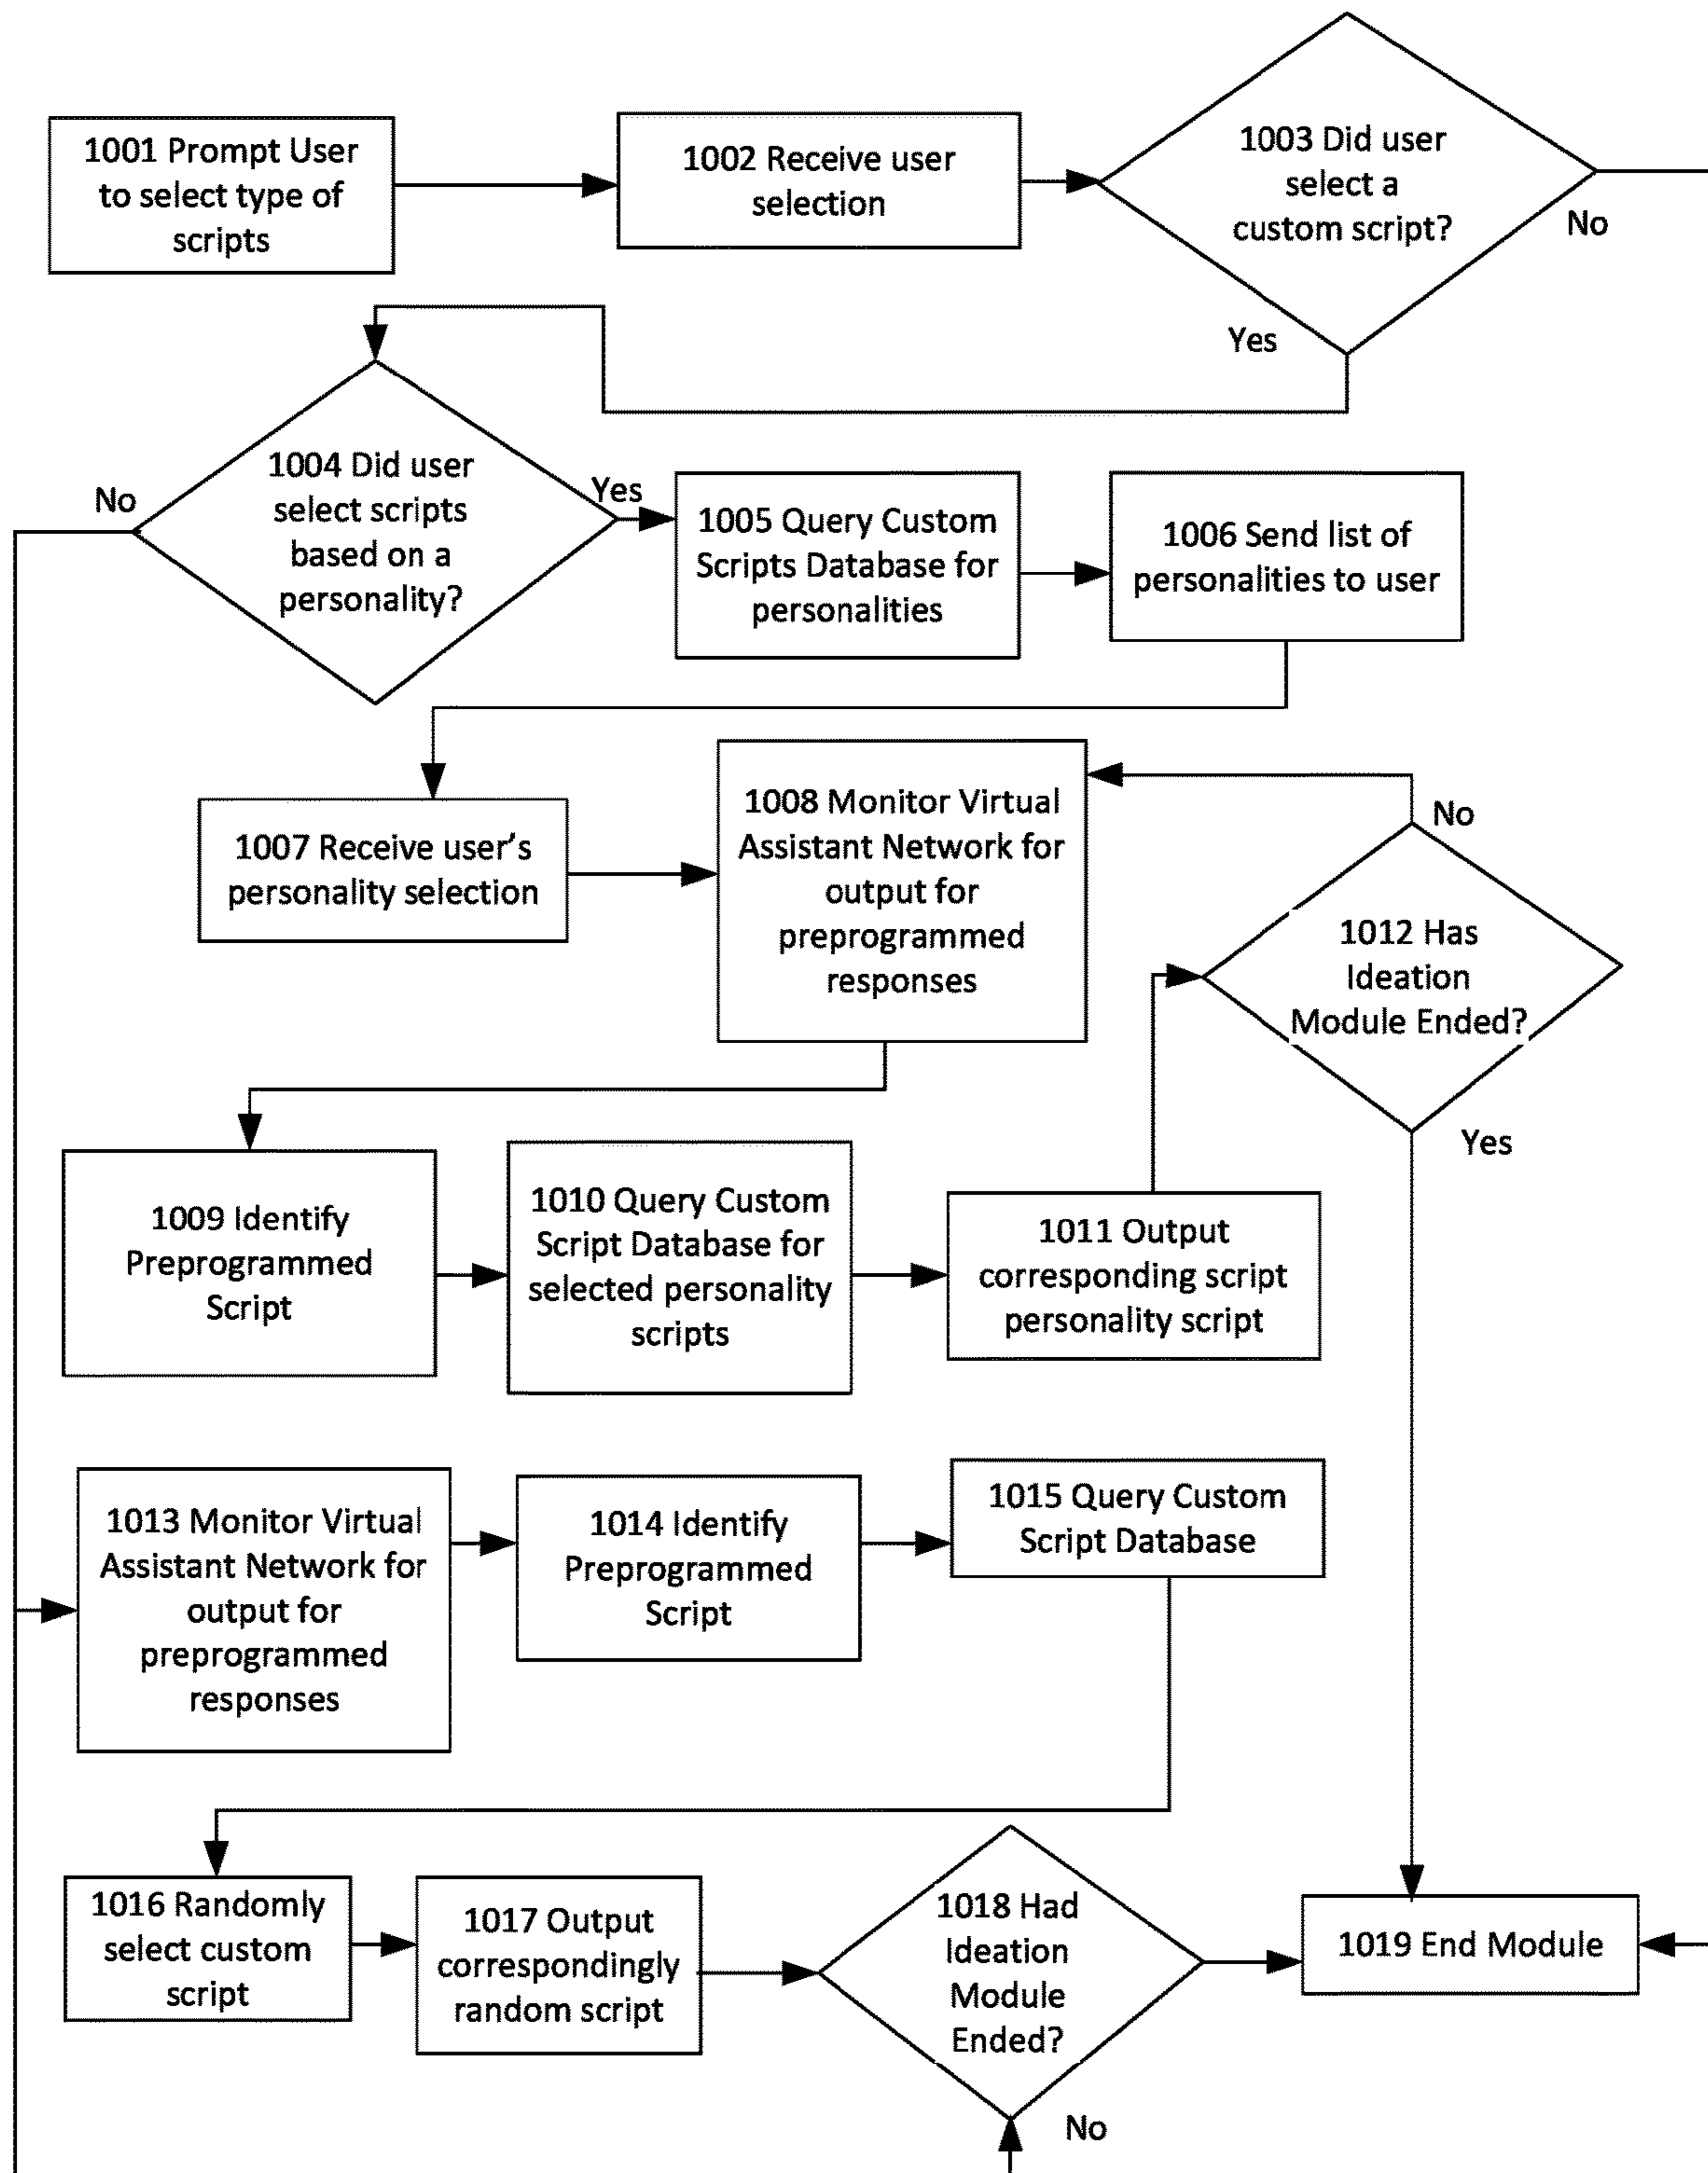 1001 Prompt User
to select type of
scripts
1002 Receive user
selection
1003 Did user
select a
custom script?
No
Yes
1004 Did user
select scripts
based on a
personality?
No
Yes
1005 Query Custom
Scripts Database for
personalities
1006 Send list of
personalities to user
1007 Receive user's
personality selection
1008 Monitor Virtual
Assistant Network for
output for
preprogrammed
responses
No
1012 Has
Ideation
Module Ended?
Yes
1009 Identify
Preprogrammed
Script
1010 Query Custom
Script Database for
selected personality
scripts
1011 Output
corresponding script
personality script
1013 Monitor Virtual
Assistant Network for
output for
preprogrammed
responses
1014 Identify
Preprogrammed
Script
1015 Query Custom
Script Database
1016 Randomly
select custom
script
1017 Output
correspondingly
random script
1018 Had
Ideation
Module
Ended?
No
1019 End Module